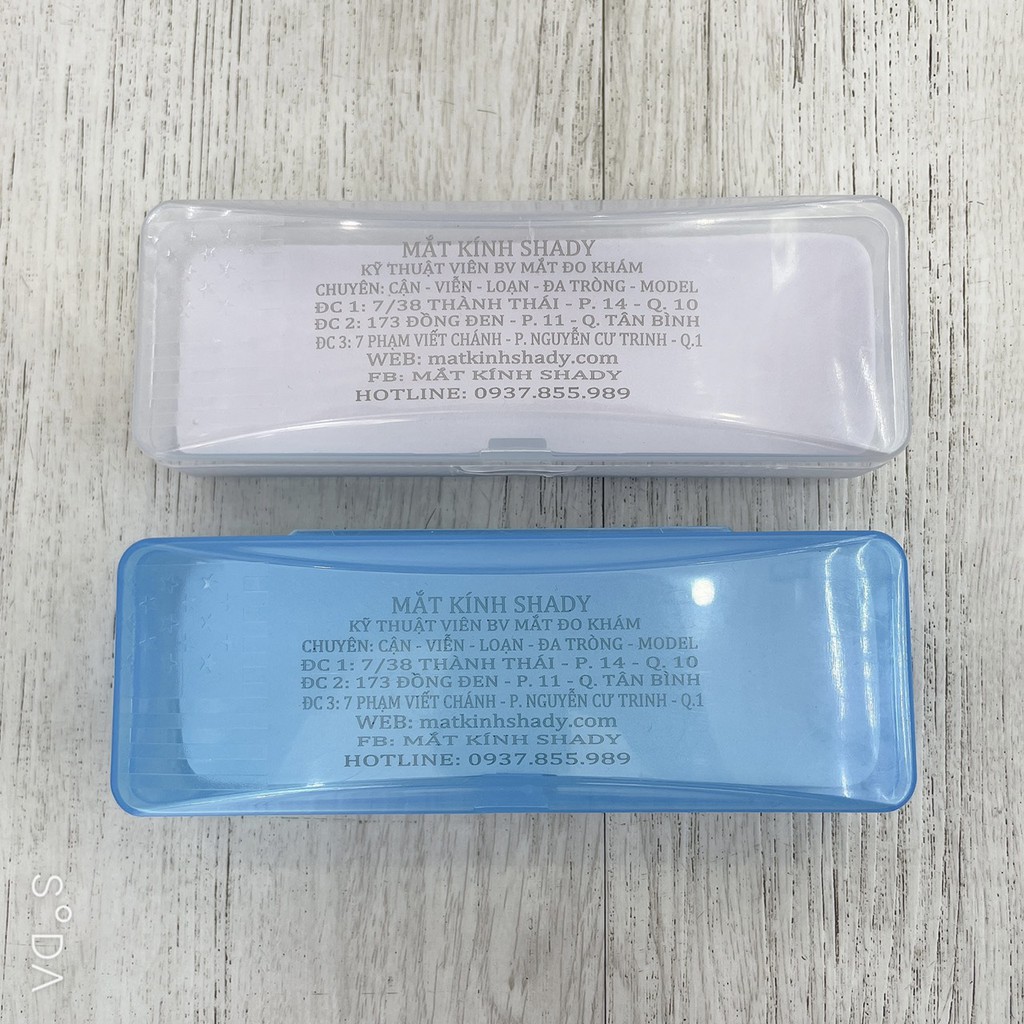 MẮT KÍNH SHADY
KỸ THUẬT VIÊN BV MẮT ĐO KHÁM
CHUYÊN: CẬN - VIỄN - LOẠN - ĐA TRÒNG - MODEL
ĐC 1: 7/38 THÀNH THÁI - P. 14 - Q. 10
ĐC 2: 173 ĐỒNG ĐEN - P. 11 - Q. TÂN BÌNH
ĐC 3: 7 PHẠM VIẾT CHÁNH - P. NGUYỄN CƯ TRINH - Q.1
WEB: matkinhshady.com
FB: MẮT KÍNH SHADY
HOTLINE: 0937.855.989
MẮT KÍNH SHADY
KỸ THUẬT VIÊN BV MẮT ĐO KHÁM
CHUYÊN: CẬN - VIỄN - LOẠN - ĐA TRÒNG - MODEL
ĐC 1: 7/38 THÀNH THÁI - P. 14 - Q. 10
ĐC 2: 173 ĐỒNG ĐEN - P. 11 - Q. TÂN BÌNH
ĐC 3: 7 PHẠM VIẾT CHÁNH - P. NGUYỄN CƯ TRINH - Q.1
WEB: matkinhshady.com
FB: MẮT KÍNH SHADY
HOTLINE: 0937.855.989